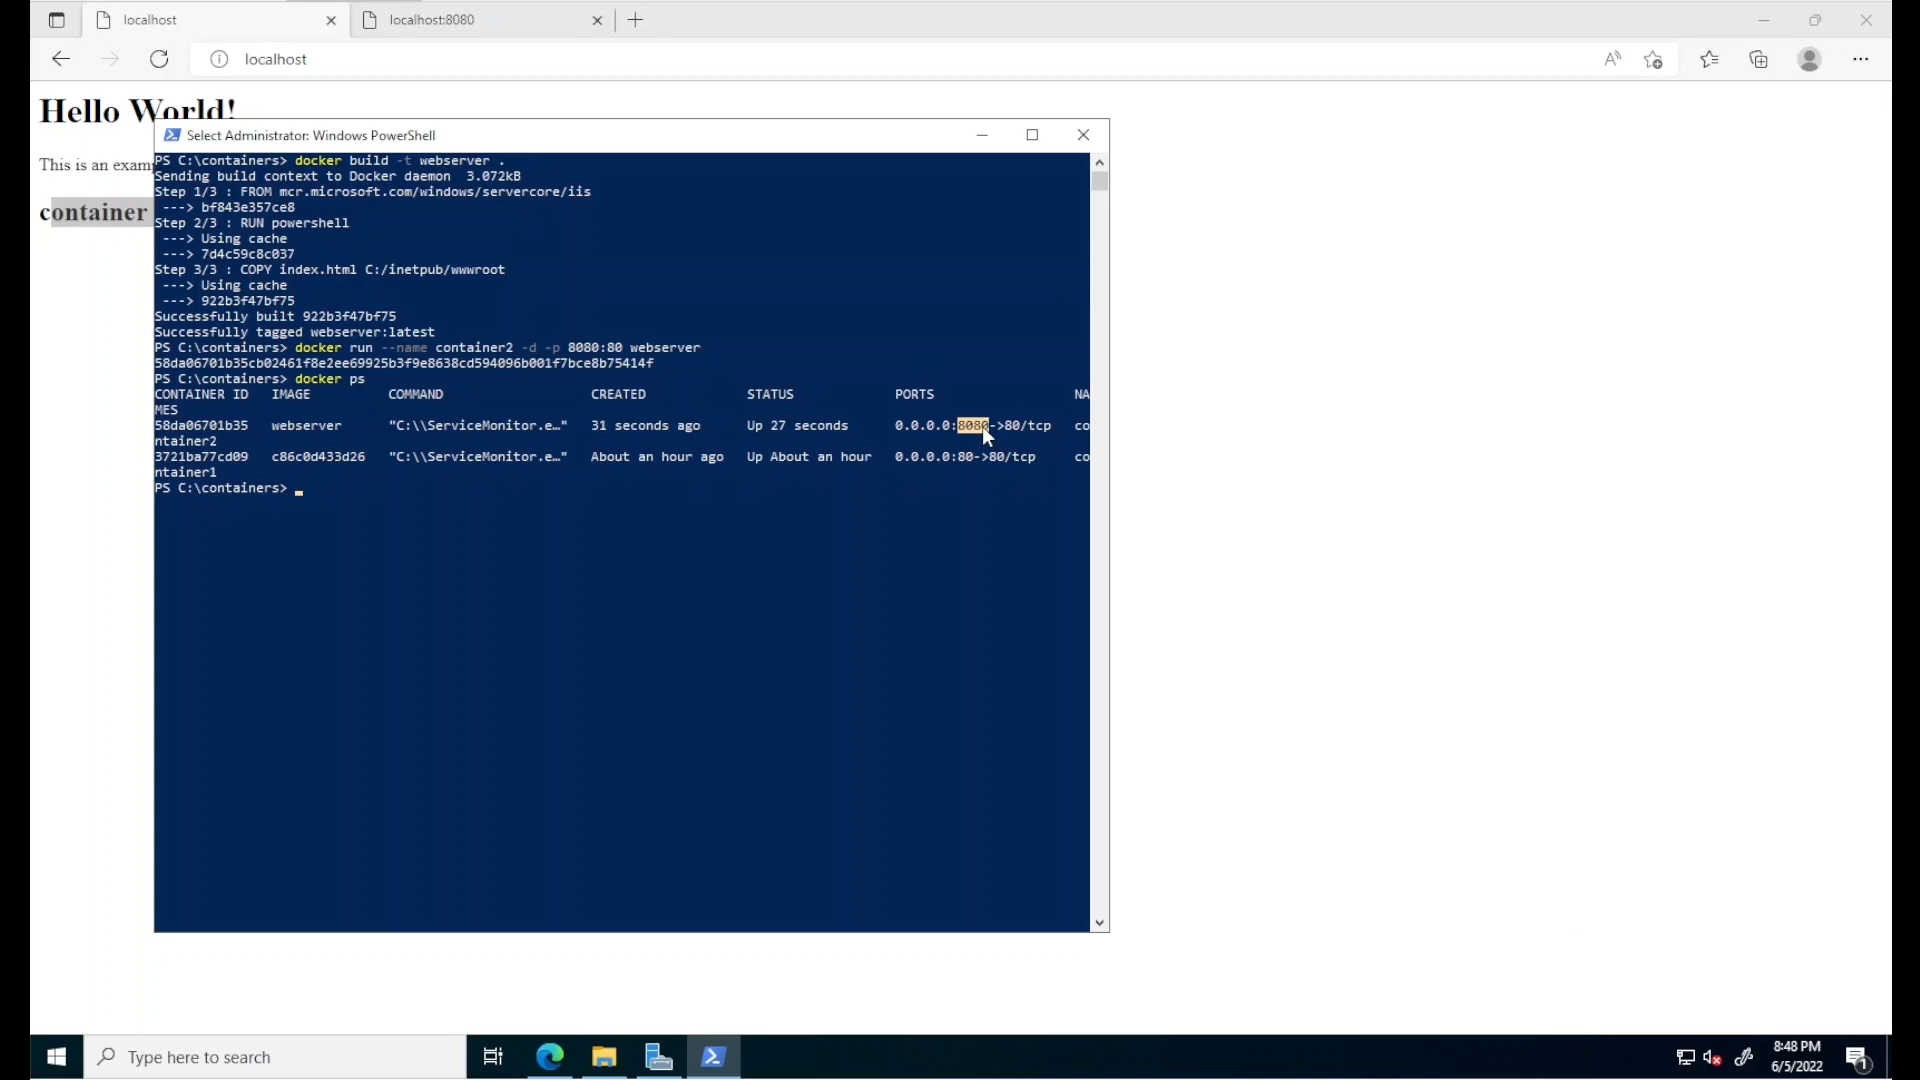 localhost
localhost:8080
localhost
Hello World!
This is an exam
container
Select Administrator: Windows PowerShell
PS C:\containers> docker build -t webserver .
Sending build context to Docker daemon  3.072kB
Step 1/3 : FROM mcr.microsoft.com/windows/servercore/iis
---> bf843e357ce8
Step 2/3 : RUN powershell
---> Using cache
---> 7d4c59c8c037
Step 3/3 : COPY index.html C:/inetpub/wwwroot
---> Using cache
---> 922b3f47bf75
Successfully built 922b3f47bf75
Successfully tagged webserver:latest
PS C:\containers> docker run --name container2 -d -p 8080:80 webserver
58da06701b35cb02461f8e2ee69925b3f9e8638cd594096b001f7bce8b75414f
PS C:\containers> docker ps
CONTAINER ID   IMAGE          COMMAND                  CREATED             STATUS             PORTS                  NA
MES
58da06701b35   webserver      "C:\\ServiceMonitor.e…"   31 seconds ago      Up 27 seconds      0.0.0.0:8080->80/tcp   co
ntainer2
3721ba77cd09   c86c0d433d26   "C:\\ServiceMonitor.e…"   About an hour ago   Up About an hour   0.0.0.0:80->80/tcp     co
ntainer1
PS C:\containers>
Type here to search
8:48 PM
6/5/2022
1